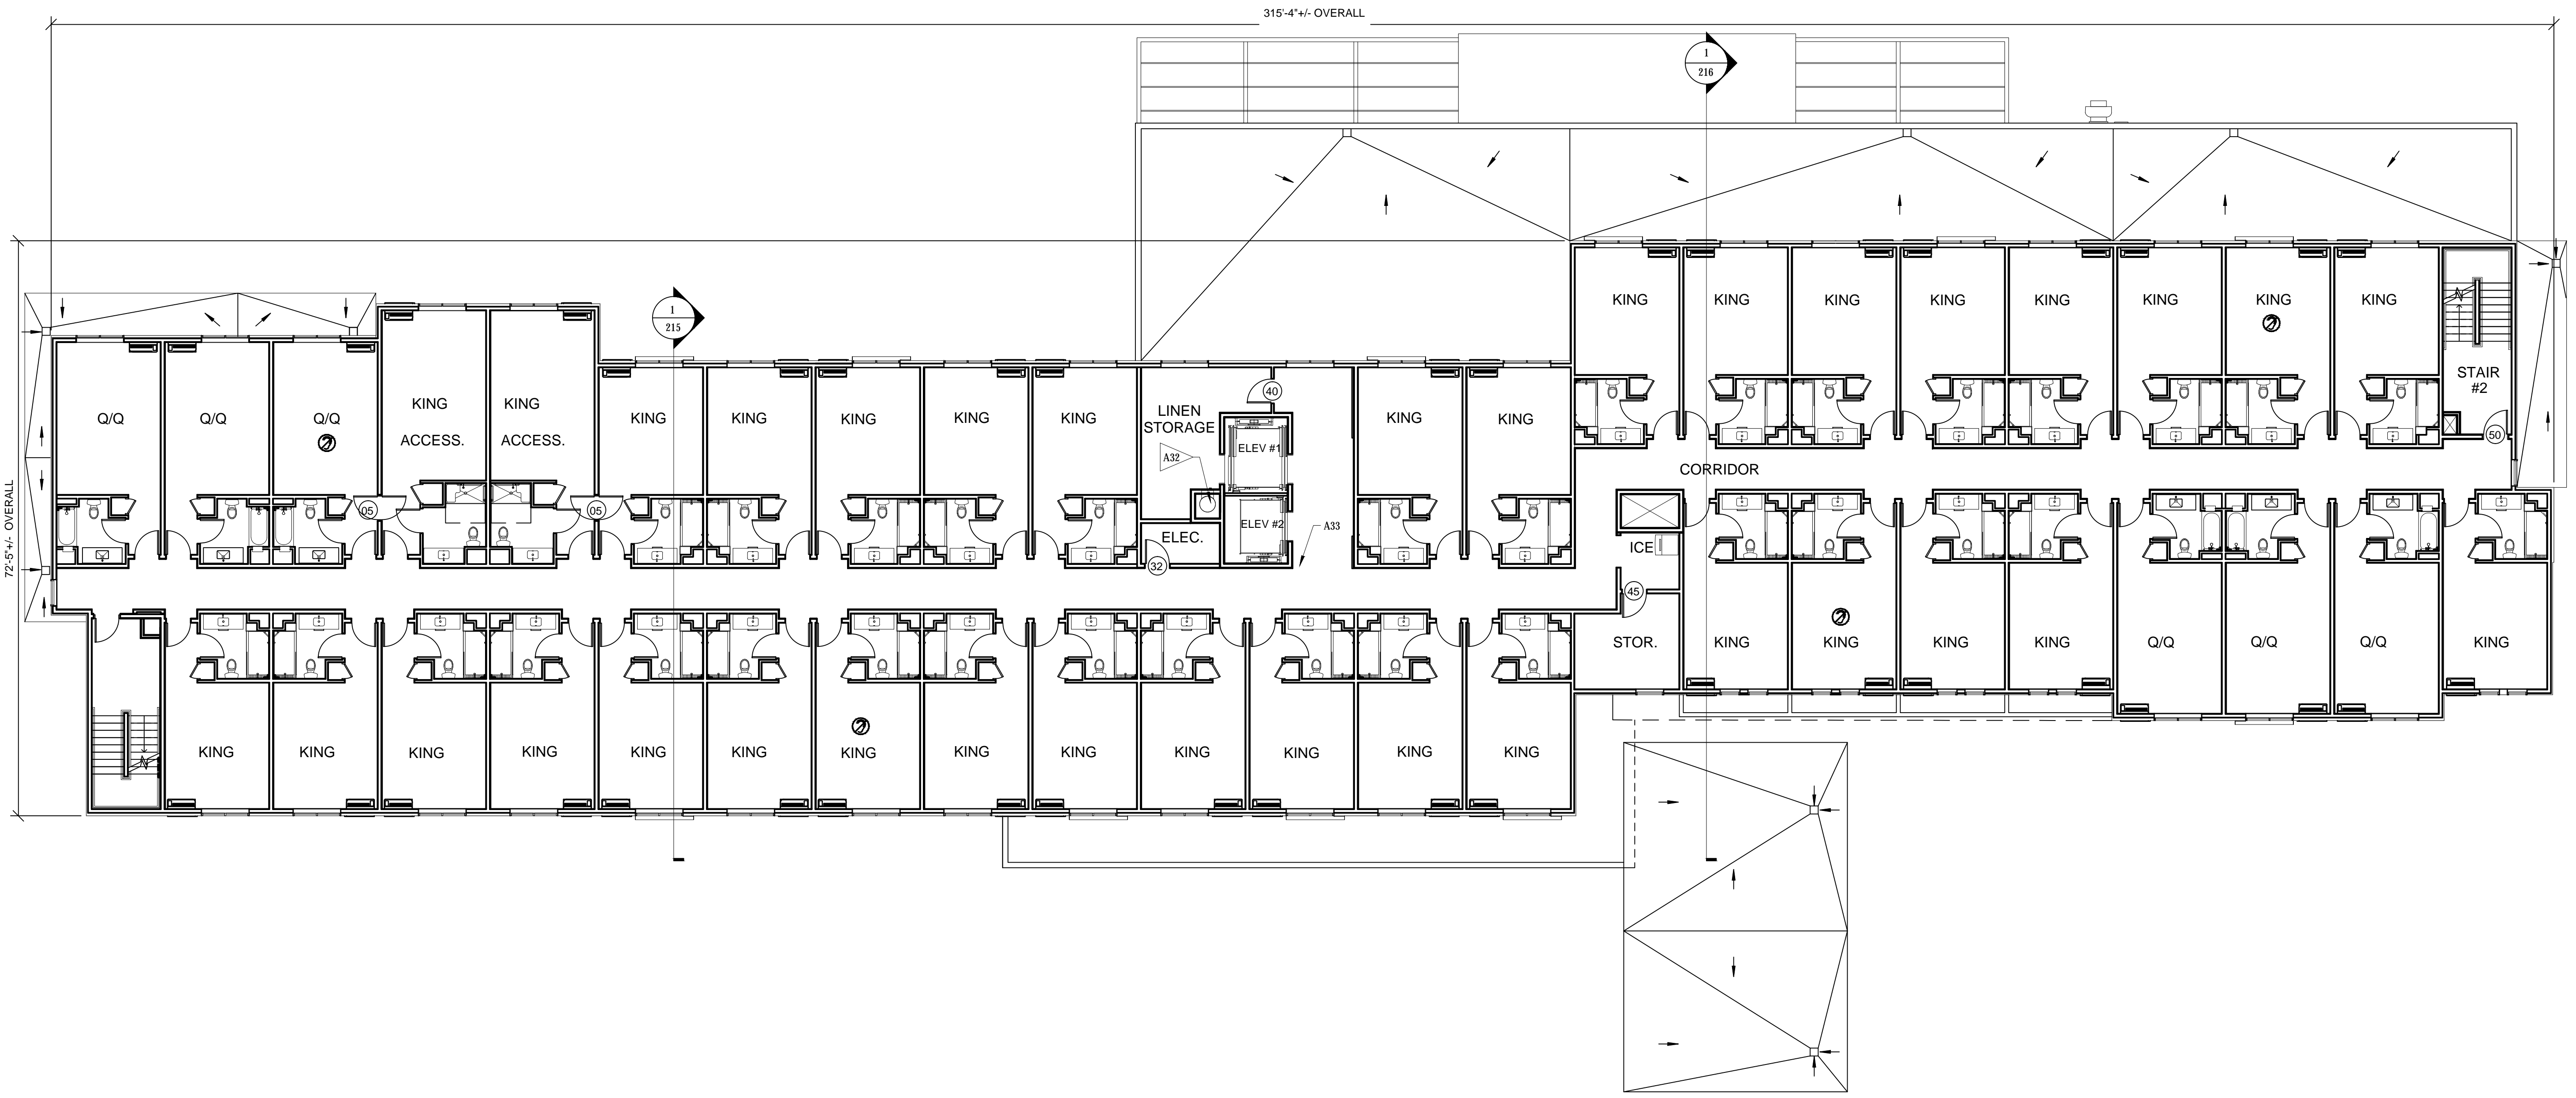 315'-4"+/- OVERALL
1
216
72'-5"+/- OVERALL
KING
KING
KING
KING
KING
KING
KING
KING
1
215
STAIR
#2
50
Q/Q
Q/Q
Q/Q
KING
ACCESS.
KING
ACCESS.
KING
KING
KING
KING
KING
LINEN
STORAGE
A32
40
ELEV #1
ELEV #2
A33
ELEC.
32
KING
KING
05
05
CORRIDOR
ICE
45
STOR.
KING
KING
KING
KING
Q/Q
Q/Q
Q/Q
KING
KING
KING
KING
KING
KING
KING
KING
KING
KING
KING
KING
KING
KING